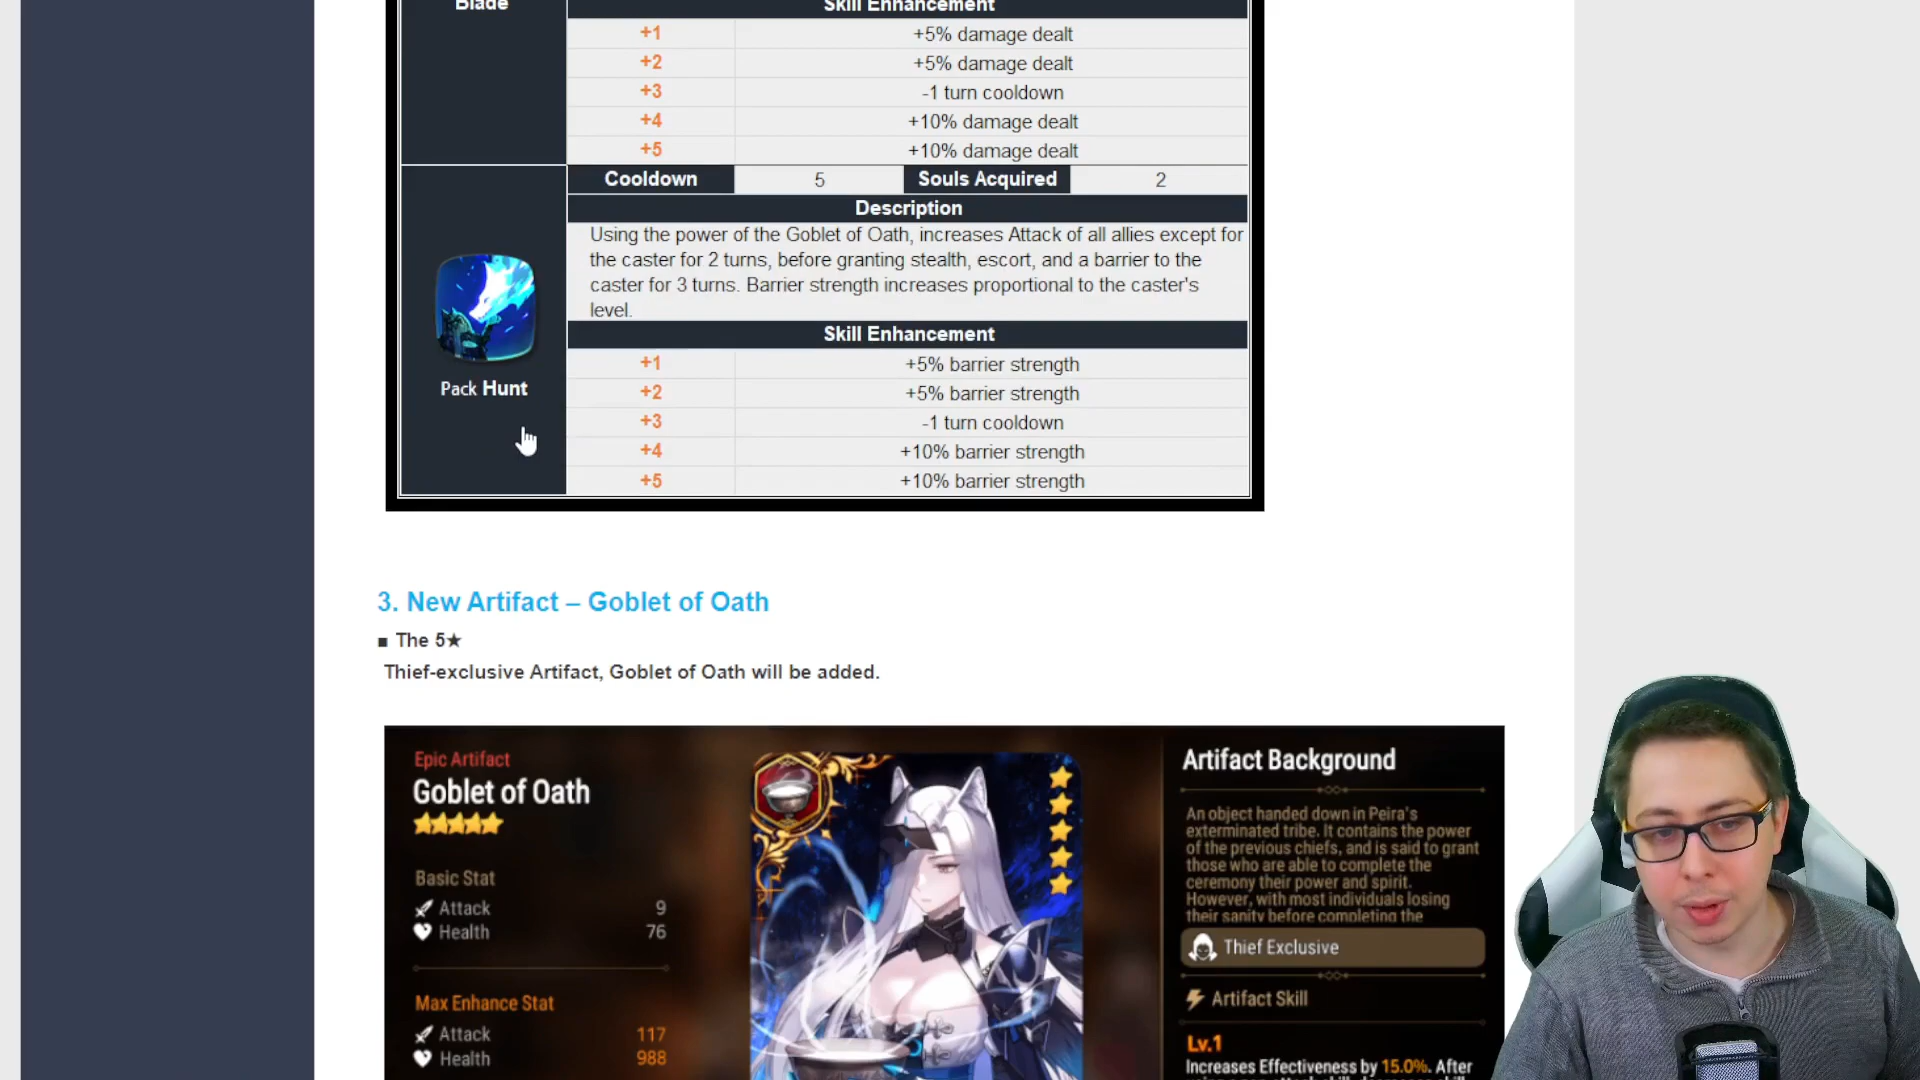 Blade
Skill Enhancement
+1 +5% damage dealt
+2 +5% damage dealt
+3 -1 turn cooldown
+4 +10% damage dealt
+5 +10% damage dealt
Cooldown 5 Souls Acquired 2
Description
Using the power of the Goblet of Oath, increases Attack of all allies except for
the caster for 2 turns, before granting stealth, escort, and a barrier to the
caster for 3 turns. Barrier strength increases proportional to the caster's
level.
Pack Hunt
Skill Enhancement
+1 +5% barrier strength
+2 +5% barrier strength
+3 -1 turn cooldown
+4 +10% barrier strength
+5 +10% barrier strength
3. New Artifact – Goblet of Oath
■ The 5★
Thief-exclusive Artifact, Goblet of Oath will be added.
Epic Artifact
Goblet of Oath
Basic Stat
Attack 9
Health 76
Max Enhance Stat
Attack 117
Health 988
Artifact Background
An object handed down in Peira's
exterminated tribe. It contains the power
of the previous chiefs, and is said to grant
those who are able to complete the
ceremony their power and spirit.
However, with most individuals losing
their sanity before completing the
Thief Exclusive
Artifact Skill
Lv.1
Increases Effectiveness by 15.0%. After